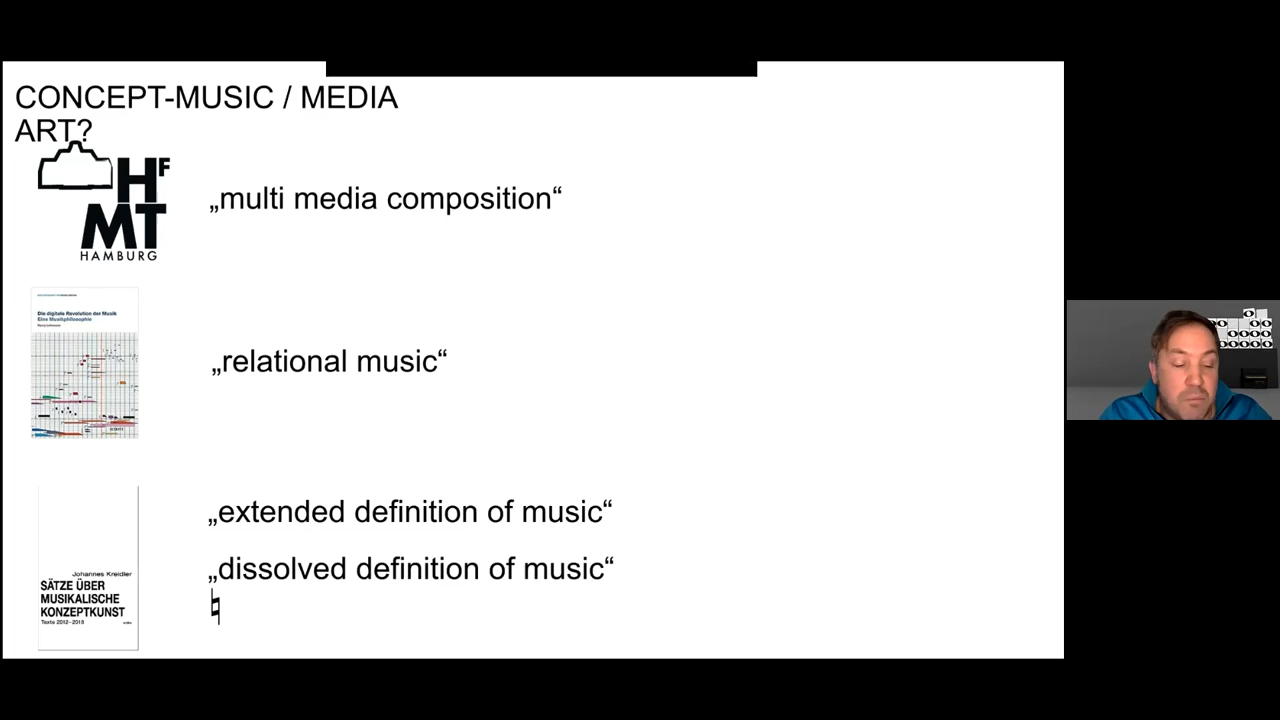 CONCEPT-MUSIC / MEDIA
ART?
HF
MT
HAMBURG
„multi media composition“
Die digitale Revolution der Musik
Eine Musikphilosophie
„relational music“
„extended definition of music“
„dissolved definition of music“
Johannes Kreidler
SÄTZE ÜBER
MUSIKALISCHE
KONZEPTKUNST
Texte 2012–2018